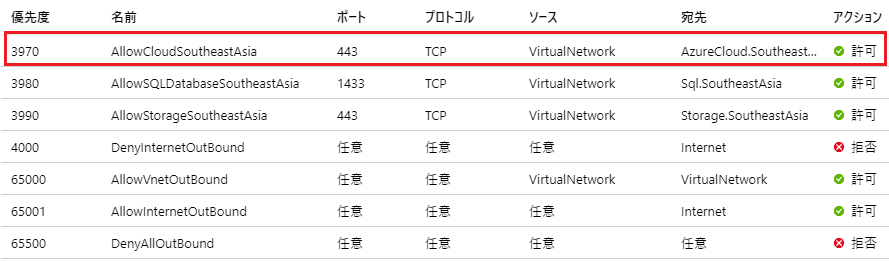 優先度 名前 ポート プロトコル ソース 宛先 アクション
3970 AllowCloudSoutheastAsia 443 TCP VirtualNetwork AzureCloud.Southeast... 許可
3980 AllowSQLDatabaseSoutheastAsia 1433 TCP VirtualNetwork Sql.SoutheastAsia 許可
3990 AllowStorageSoutheastAsia 443 TCP VirtualNetwork Storage.SoutheastAsia 許可
4000 DenyInternetOutBound 任意 任意 任意 Internet 拒否
65000 AllowVnetOutBound 任意 任意 VirtualNetwork VirtualNetwork 許可
65001 AllowInternetOutBound 任意 任意 任意 Internet 許可
65500 DenyAllOutBound 任意 任意 任意 任意 拒否